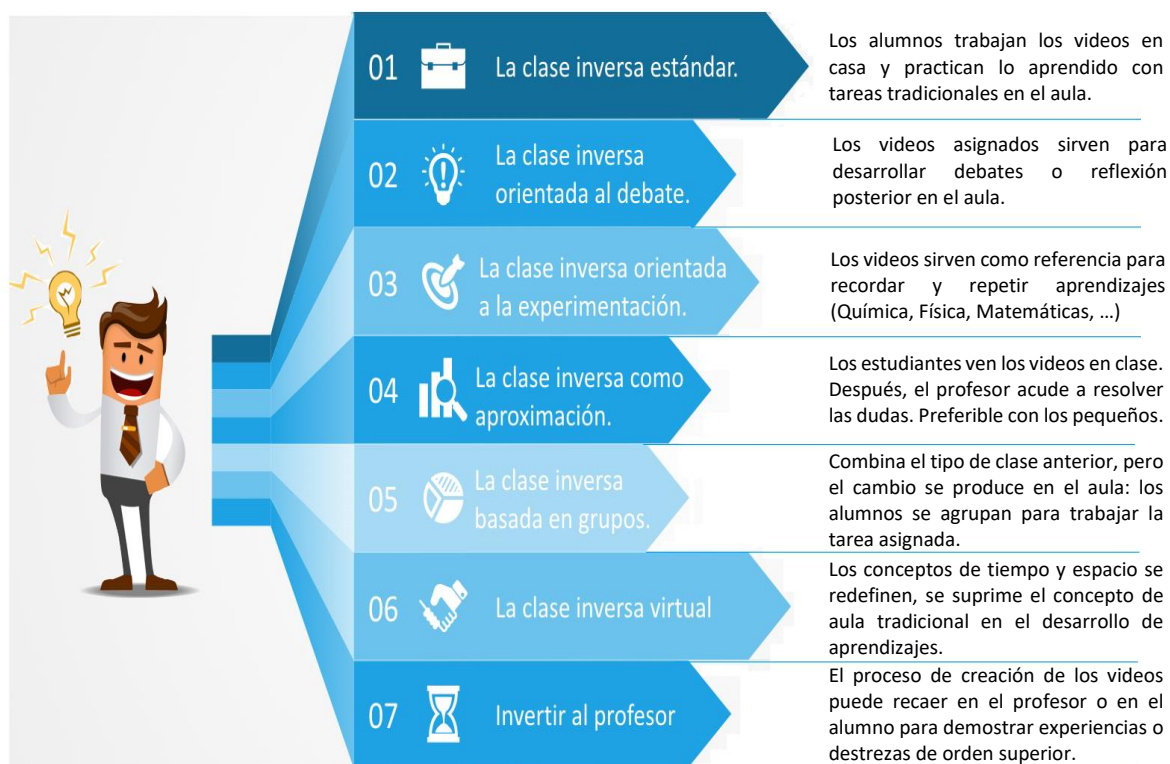 01
La clase inversa estándar.
Los alumnos trabajan los videos en
casa y practican lo aprendido con
tareas tradicionales en el aula.
02
La clase inversa
orientada al debate.
Los videos asignados sirven para
desarrollar debates o reflexión
posterior en el aula.
03
La clase inversa orientada
a la experimentación.
Los videos sirven como referencia para
recordar y repetir aprendizajes
(Química, Física, Matemáticas, ...)
04
La clase inversa como
aproximación.
Los estudiantes ven los videos en clase.
Después, el profesor acude a resolver
las dudas. Preferible con los pequeños.
05
La clase inversa
basada en grupos.
Combina el tipo de clase anterior, pero
el cambio se produce en el aula: los
alumnos se agrupan para trabajar la
tarea asignada.
06
La clase inversa virtual
Los conceptos de tiempo y espacio se
redefinen, se suprime el concepto de
aula tradicional en el desarrollo de
aprendizajes.
07
Invertir al profesor
El proceso de creación de los videos
puede recaer en el profesor o en el
alumno para demostrar experiencias o
destrezas de orden superior.